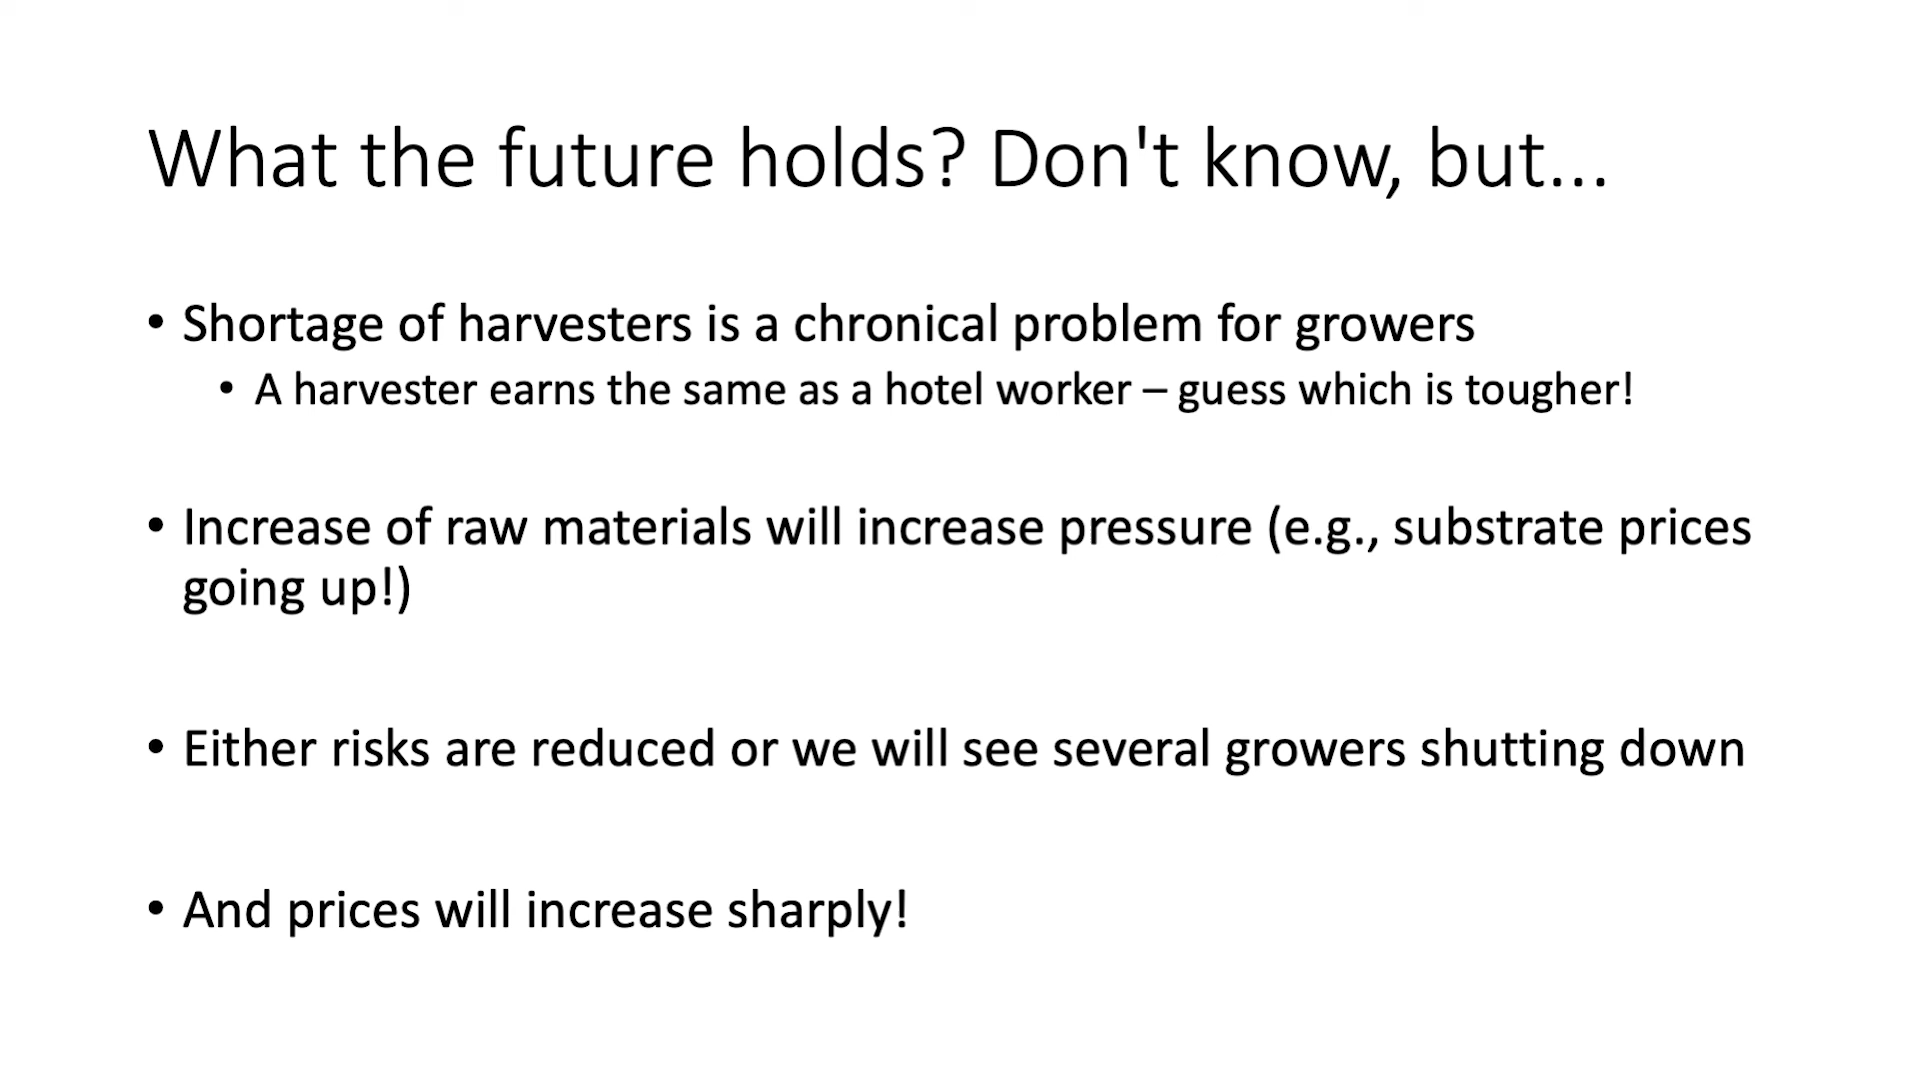 What the future holds? Don't know, but...
• Shortage of harvesters is a chronical problem for growers
• A harvester earns the same as a hotel worker – guess which is tougher!
• Increase of raw materials will increase pressure (e.g., substrate prices
going up!)
• Either risks are reduced or we will see several growers shutting down
• And prices will increase sharply!